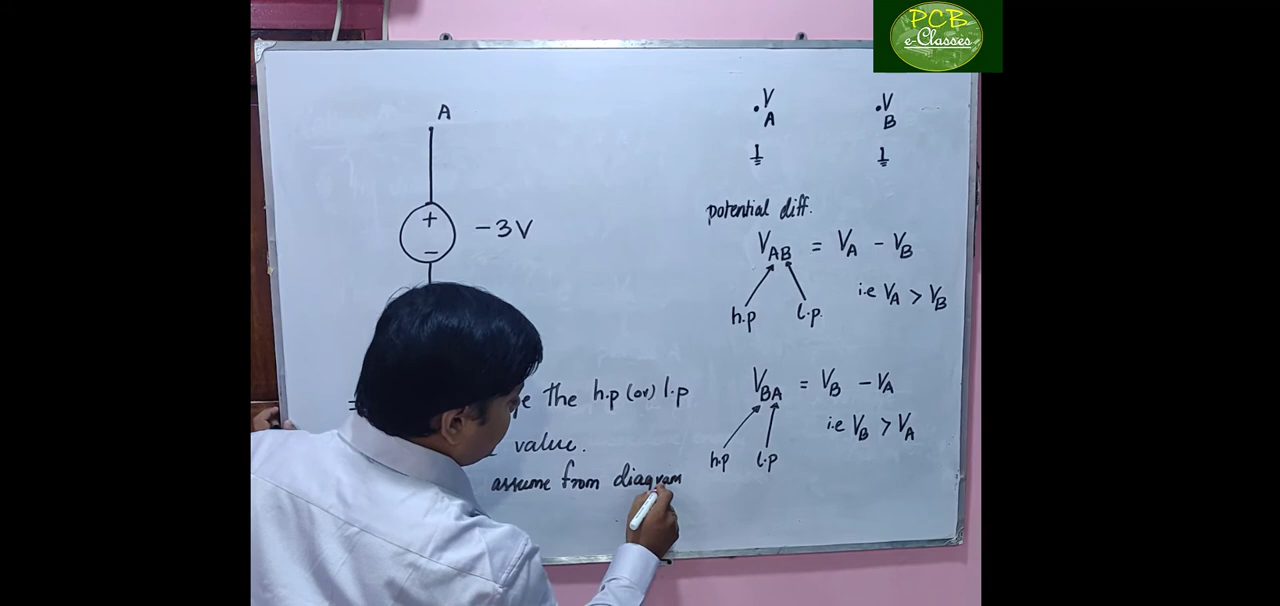 PCB
e-Classes
A
+
−
-3V
V
A
V
B
potential diff.
VAB = VA - VB
h.p l.p.
i.e VA > VB
the h.p (or) l.p
value.
assume from diagram
VBA = VB - VA
h.p l.p
i.e VB > VA